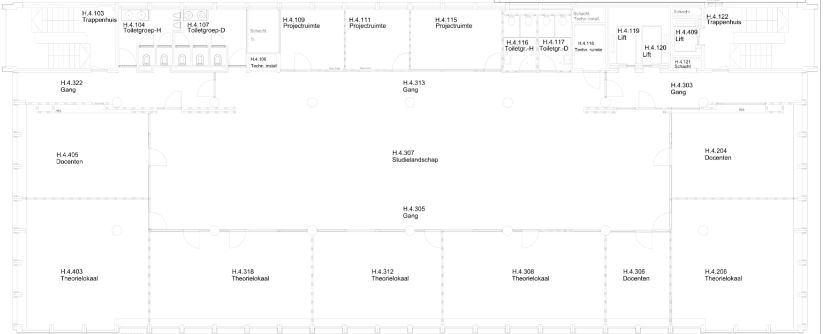 H.4.103
Trappenhuis
H.4.104
Toiletgroep-H
H.4.107
Toiletgroep-D
Schacht
H.4.109
Projectruimte
H.4.111
Projectruimte
H.4.115
Projectruimte
H.4.116
Toiletgr.-H
H.4.117
Toiletgr.-D
Schacht
Techn. install
H.4.118
Techn. ruimte
H.4.119
Lift
H.4.120
Lift
Schacht
H.4.409
Lift
H.4.121
Schacht
H.4.122
Trappenhuis
H.4.106
Techn. install
H.4.322
Gang
H.4.313
Gang
H.4.303
Gang
H.4.405
Docenten
H.4.307
Studielandschap
H.4.204
Docenten
H.4.305
Gang
H.4.403
Theorielokaal
H.4.318
Theorielokaal
H.4.312
Theorielokaal
H.4.308
Theorielokaal
H.4.306
Docenten
H.4.206
Theorielokaal